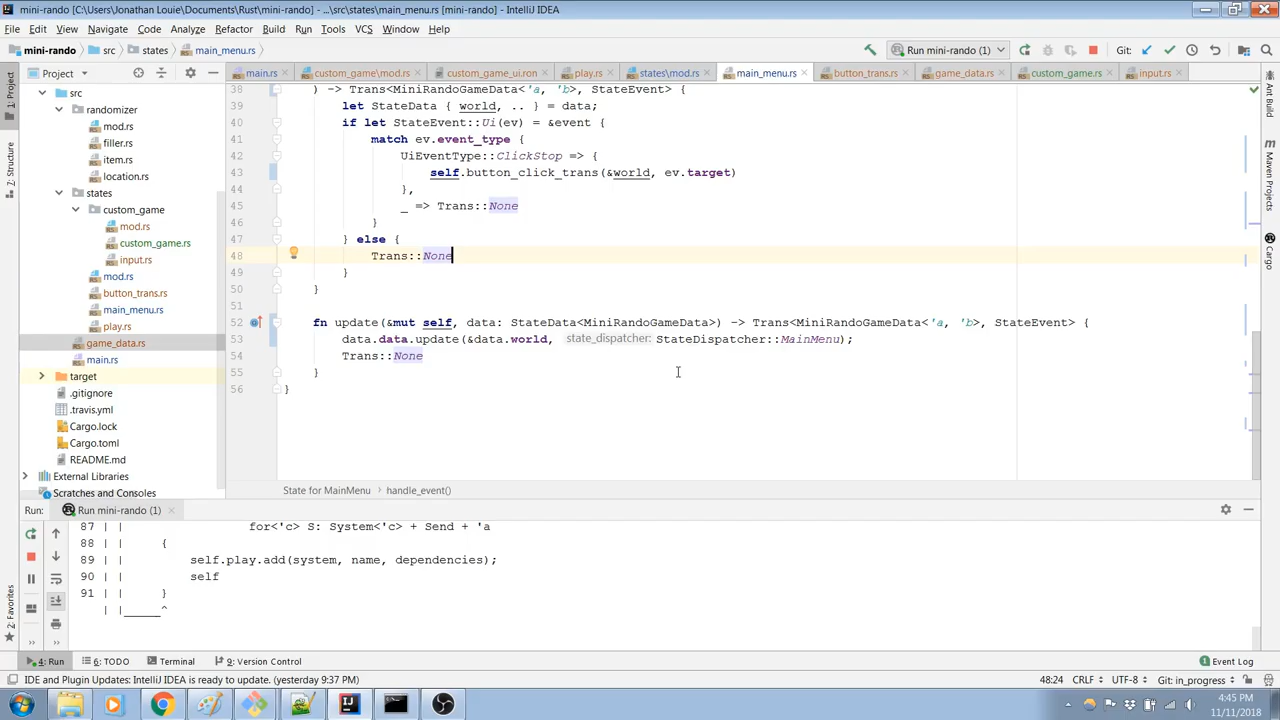 mini-rando [C:\Users\Jonathan Louie\Documents\Rust\mini-rando] - ...\src\states\main_menu.rs [mini-rando] - IntelliJ IDEA
File Edit View Navigate Code Analyze Refactor Build Run Tools VCS Window Help
mini-rando src states main_menu.rs Run mini-rando (1) Git:
Project main.rs custom_game\mod.rs custom_game_ui.ron play.rs states\mod.rs main_menu.rs button_trans.rs game_data.rs custom_game.rs input.rs
1: Project
7: Structure
2: Favorites
Ant Build
Maven Projects
Cargo
src
randomizer
mod.rs
filler.rs
item.rs
location.rs
states
custom_game
mod.rs
custom_game.rs
input.rs
mod.rs
button_trans.rs
main_menu.rs
play.rs
game_data.rs
main.rs
target
.gitignore
.travis.yml
Cargo.lock
Cargo.toml
README.md
External Libraries
Scratches and Consoles
38 ) -> Trans<MiniRandoGameData<'a, 'b>, StateEvent> {
39 let StateData { world, .. } = data;
40 if let StateEvent::Ui(ev) = &event {
41 match ev.event_type {
42 UiEventType::ClickStop => {
43 self.button_click_trans(&world, ev.target)
44 },
45 _ => Trans::None
46 }
47 } else {
48 Trans::None
49 }
50 }
51
52 fn update(&mut self, data: StateData<MiniRandoGameData>) -> Trans<MiniRandoGameData<'a, 'b>, StateEvent> {
53 data.data.update(&data.world, state_dispatcher: StateDispatcher::MainMenu);
54 Trans::None
55 }
56 }
State for MainMenu handle_event()
Run: Run mini-rando (1)
87 | | for<'c> S: System<'c> + Send + 'a
88 | | {
89 | | self.play.add(system, name, dependencies);
90 | | self
91 | | }
| |______^
4: Run 6: TODO Terminal 9: Version Control Event Log
IDE and Plugin Updates: IntelliJ IDEA is ready to update. (yesterday 9:37 PM) 48:24 CRLF UTF-8 Git: in_progress
4:45 PM
11/11/2018